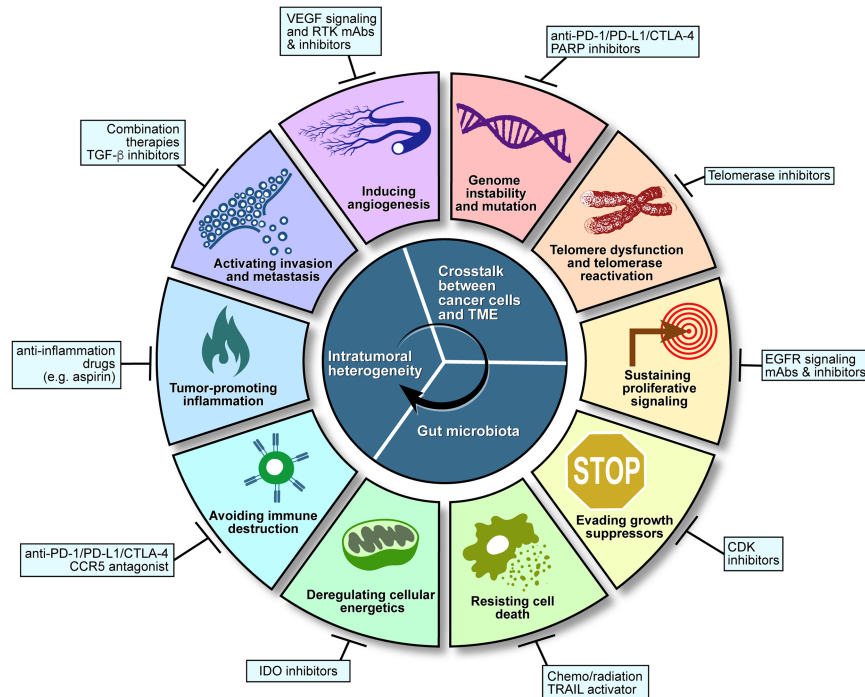 VEGF signaling
and RTK mAbs
& inhibitors
anti-PD-1/PD-L1/CTLA-4
PARP inhibitors
Combination
therapies
TGF-β inhibitors
Telomerase inhibitors
Inducing
angiogenesis
Genome
instability
and mutation
Activating invasion
and metastasis
Telomere dysfunction
and telomerase
reactivation
Crosstalk
between
cancer cells
and TME
anti-inflammation
drugs
(e.g. aspirin)
Tumor-promoting
inflammation
Intratumoral
heterogeneity
Sustaining
proliferative
signaling
EGFR signaling
mAbs & inhibitors
Gut microbiota
STOP
Avoiding immune
destruction
Evading growth
suppressors
anti-PD-1/PD-L1/CTLA-4
CCR5 antagonist
CDK
inhibitors
Deregulating cellular
energetics
Resisting cell
death
IDO inhibitors
Chemo/radiation
TRAIL activator